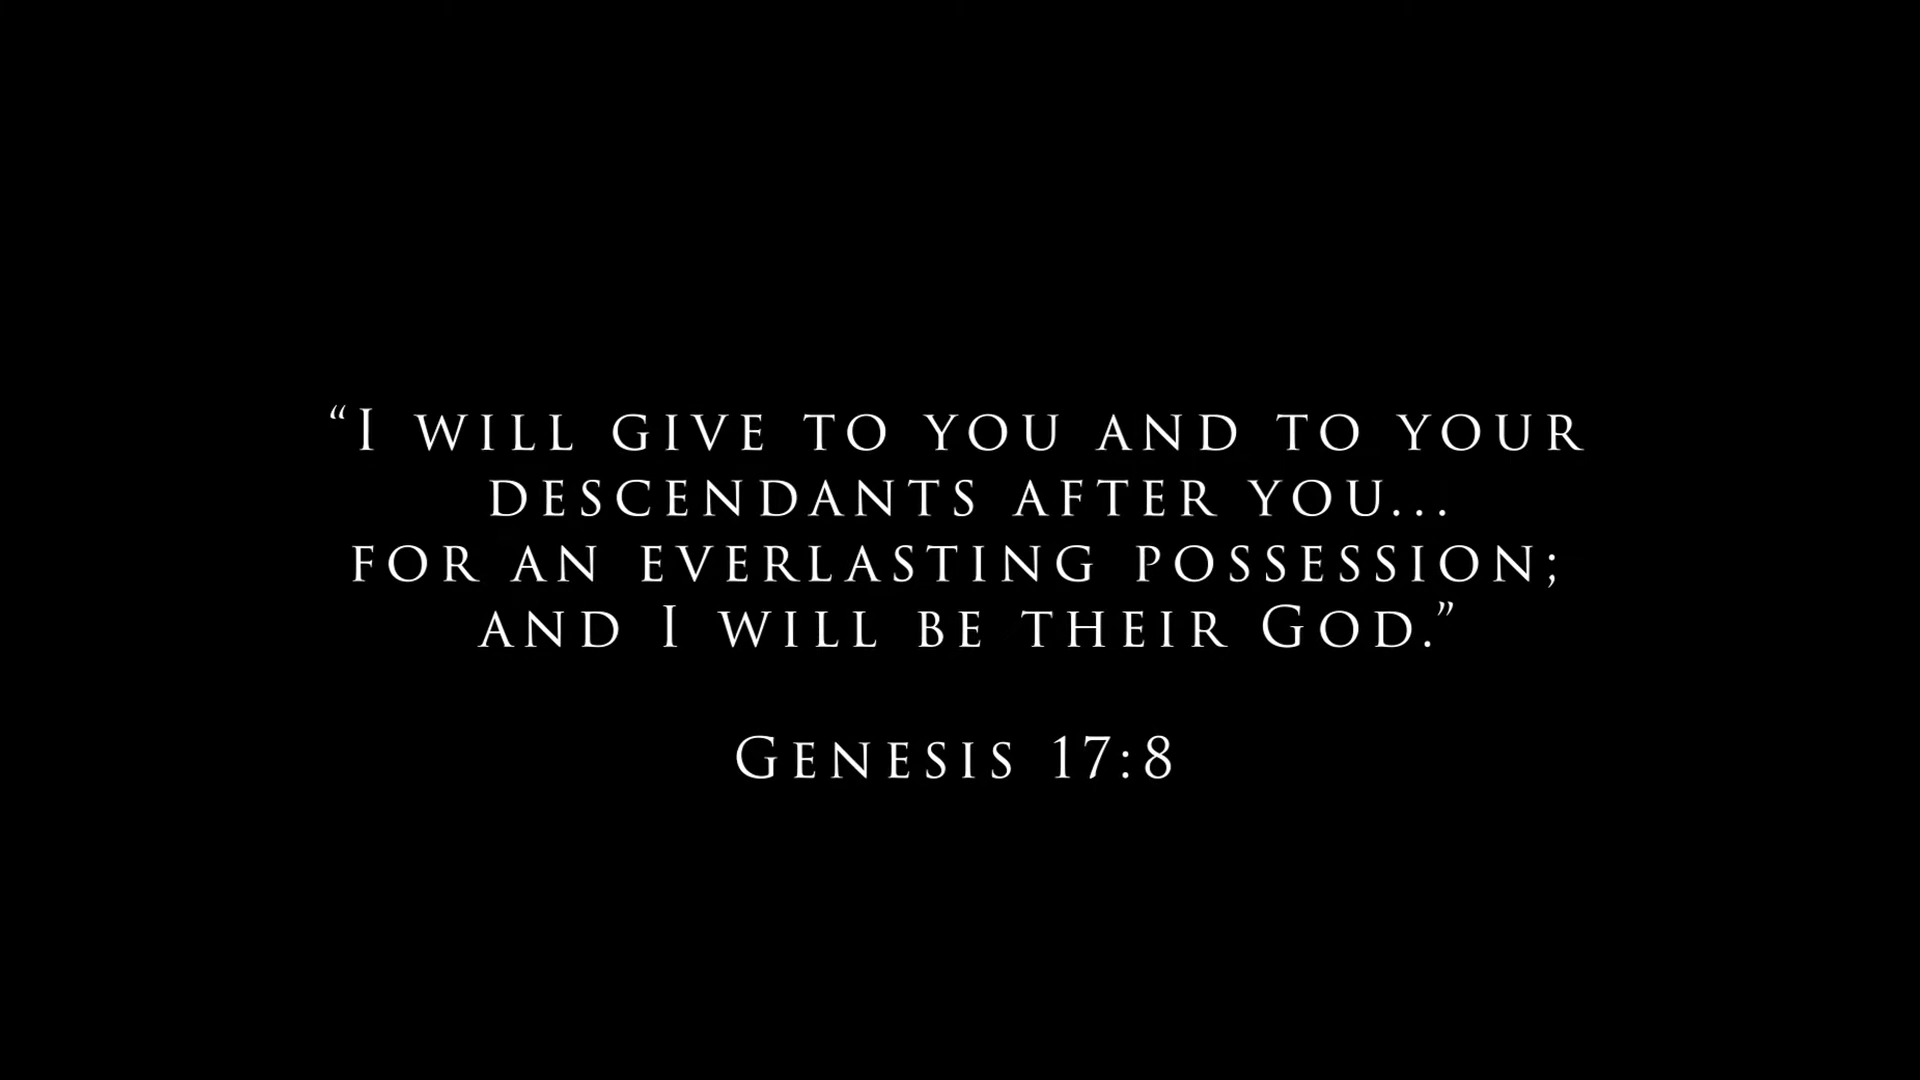 “I will give to you and to your
descendants after you...
for an everlasting possession;
and I will be their God.”
Genesis 17:8